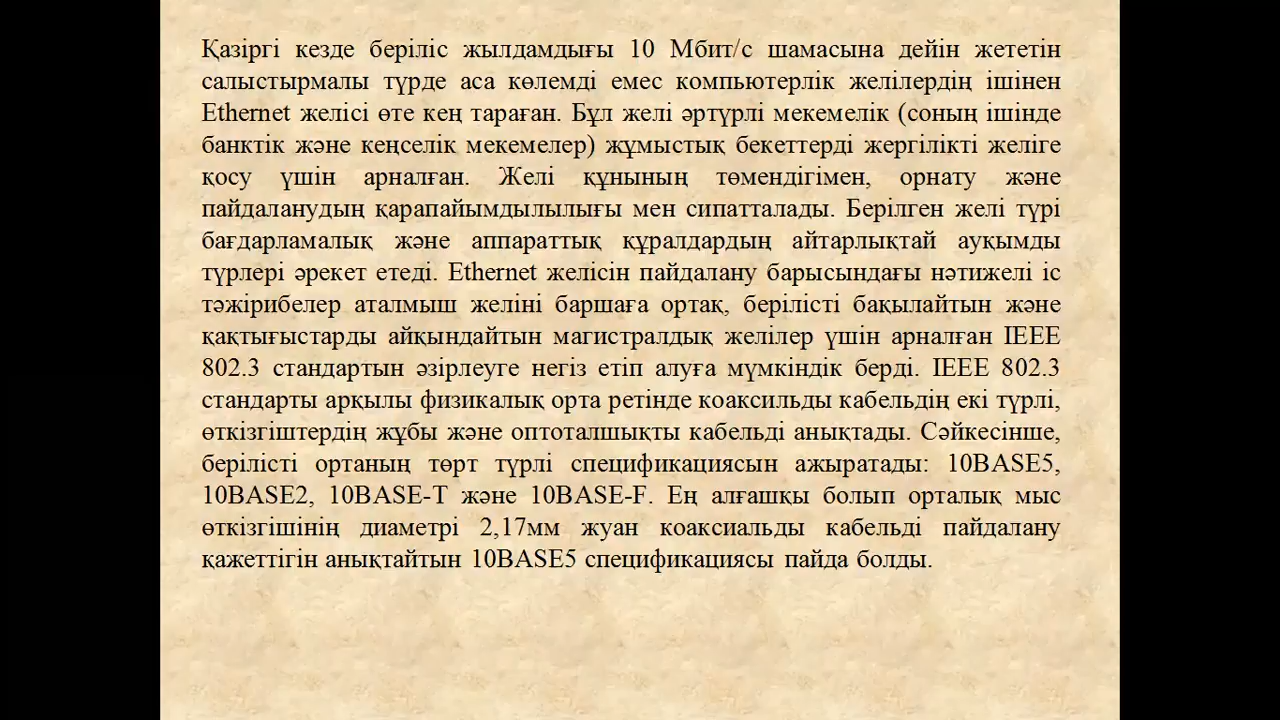 Қазіргі кезде беріліс жылдамдығы 10 Мбит/с шамасына дейін жететін
салыстырмалы түрде аса көлемді емес компьютерлік желілердің ішінен
Ethernet желісі өте кең тараған. Бұл желі әртүрлі мекемелік (соның ішінде
банктік және кеңселік мекемелер) жұмыстық бекеттерді жергілікті желіге
қосу үшін арналған. Желі құнының төмендігімен, орнату және
пайдаланудың қарапайымдылылығы мен сипатталады. Берілген желі түрі
бағдарламалық және аппараттық құралдардың айтарлықтай ауқымды
түрлері әрекет етеді. Ethernet желісін пайдалану барысындағы нәтижелі іс
тәжірибелер аталмыш желіні баршаға ортақ, берілісті бақылайтын және
қақтығыстарды айқындайтын магистралдық желілер үшін арналған IEEE
802.3 стандартын әзірлеуге негіз етіп алуға мүмкіндік берді. IEEE 802.3
стандарты арқылы физикалық орта ретінде коаксильды кабельдің екі түрлі,
өткізгіштердің жұбы және оптоталшықты кабельді анықтады. Сәйкесінше,
берілісті ортаның төрт түрлі спецификациясын ажыратады: 10BASE5,
10BASE2, 10BASE-T және 10BASE-F. Ең алғашқы болып орталық мыс
өткізгішінің диаметрі 2,17мм жуан коаксиальды кабельді пайдалану
қажеттігін анықтайтын 10BASE5 спецификациясы пайда болды.